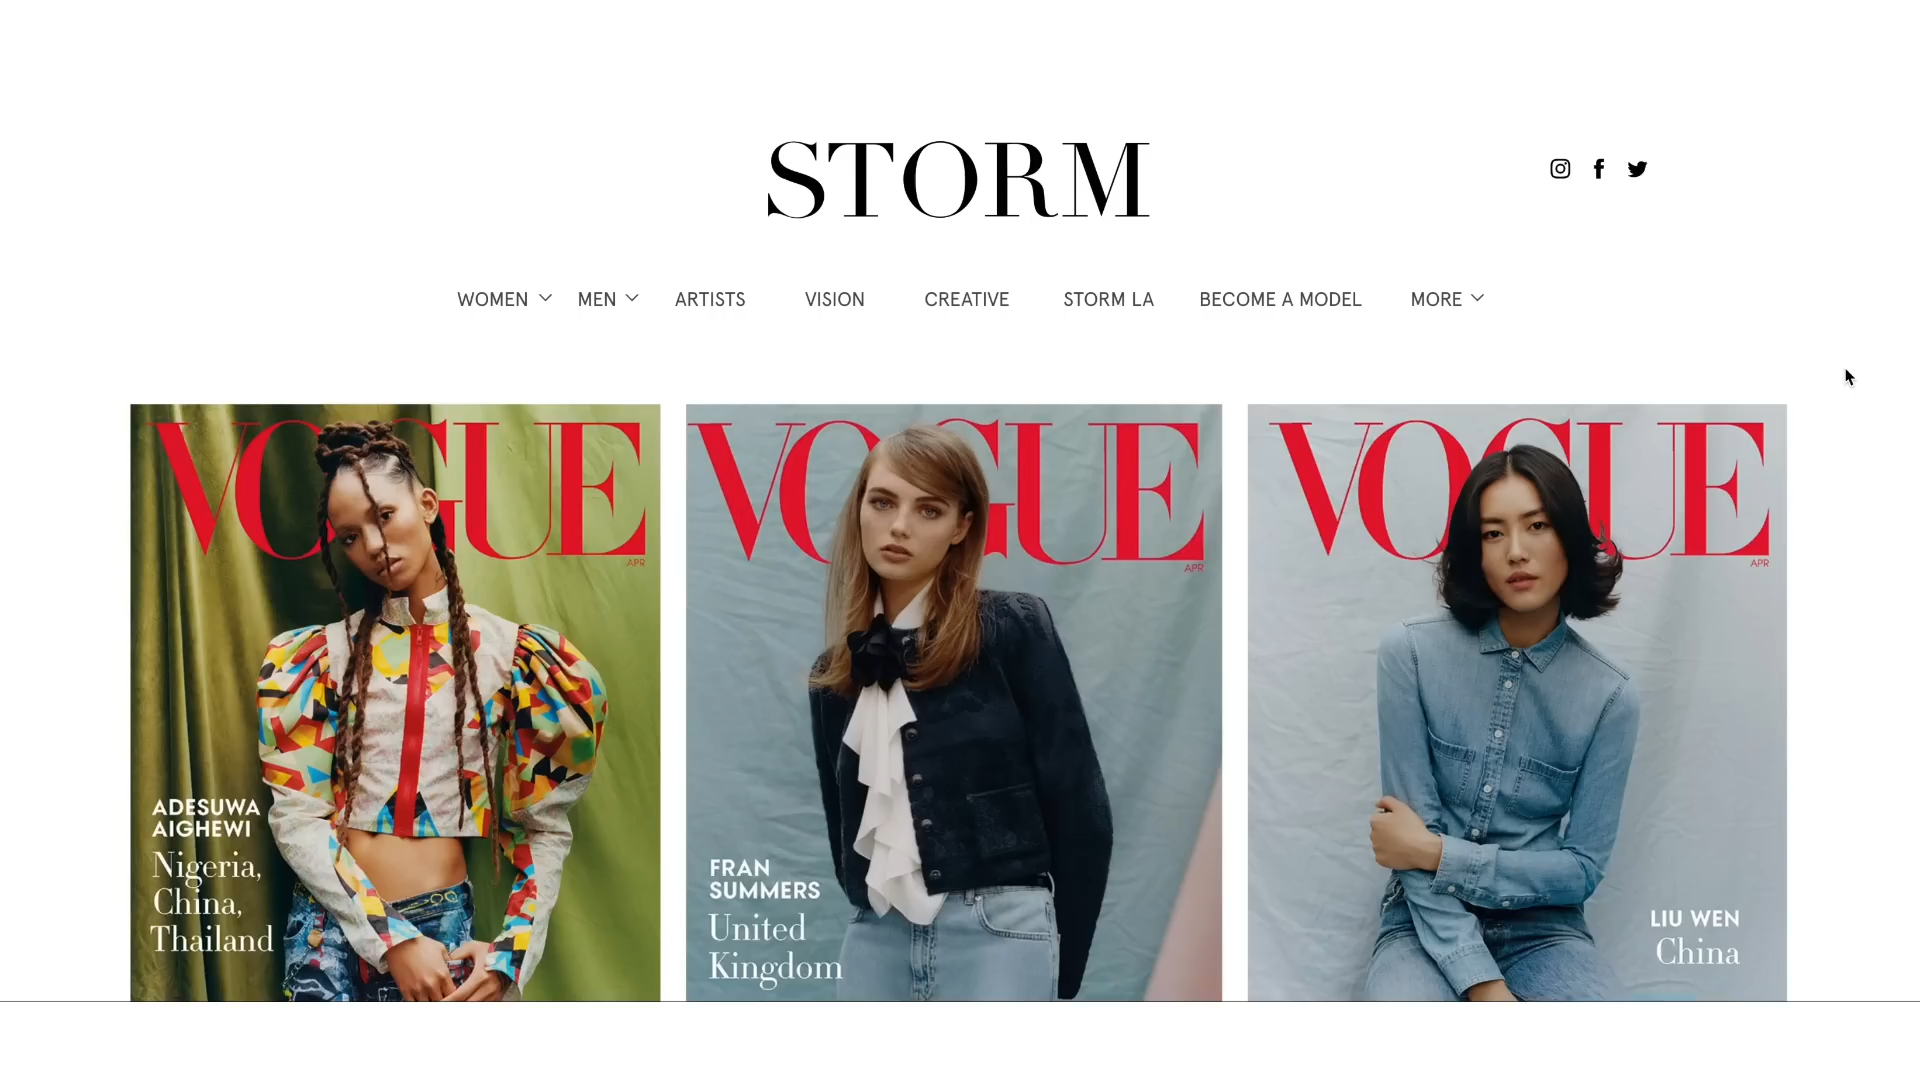 STORM
WOMEN MEN ARTISTS VISION CREATIVE STORM LA BECOME A MODEL MORE
VOGUE
APR
ADESUWA
AIGHEWI
Nigeria,
China,
Thailand
VOGUE
APR
FRAN
SUMMERS
United
Kingdom
VOGUE
APR
LIU WEN
China